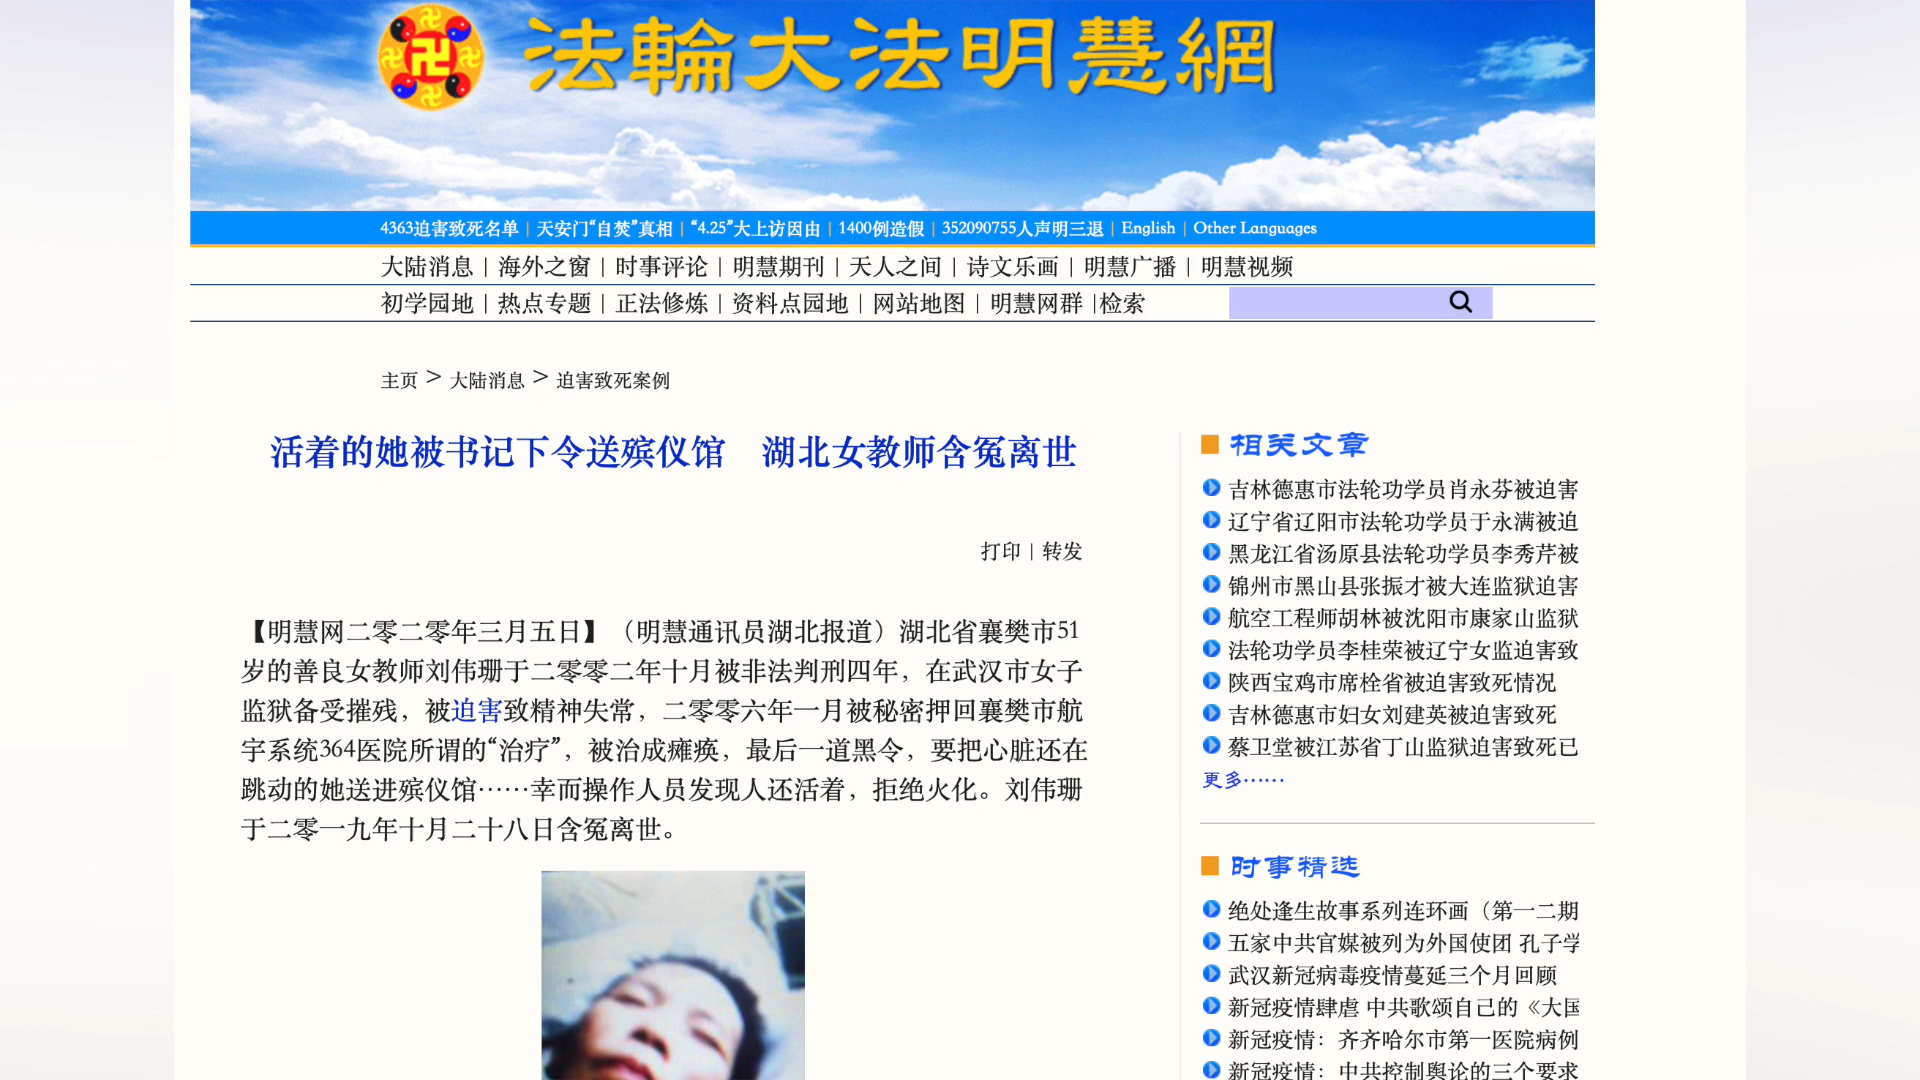 法輪大法明慧網
4363迫害致死名单 | 天安门“自焚”真相 | “4.25”大上访因由 | 1400例造假 | 352090755人声明三退 | English | Other Languages
大陆消息 | 海外之窗 | 时事评论 | 明慧期刊 | 天人之间 | 诗文乐画 | 明慧广播 | 明慧视频
初学园地 | 热点专题 | 正法修炼 | 资料点园地 | 网站地图 | 明慧网群 |检索
主页 > 大陆消息 > 迫害致死案例
活着的她被书记下令送殡仪馆　湖北女教师含冤离世
打印 | 转发
【明慧网二零二零年三月五日】（明慧通讯员湖北报道）湖北省襄樊市51
岁的善良女教师刘伟珊于二零零二年十月被非法判刑四年，在武汉市女子
监狱备受摧残，被迫害致精神失常，二零零六年一月被秘密押回襄樊市航
宇系统364医院所谓的“治疗”，被治成瘫痪，最后一道黑令，要把心脏还在
跳动的她送进殡仪馆……幸而操作人员发现人还活着，拒绝火化。刘伟珊
于二零一九年十月二十八日含冤离世。
相关文章
吉林德惠市法轮功学员肖永芬被迫害
辽宁省辽阳市法轮功学员于永满被迫
黑龙江省汤原县法轮功学员李秀芹被
锦州市黑山县张振才被大连监狱迫害
航空工程师胡林被沈阳市康家山监狱
法轮功学员李桂荣被辽宁女监迫害致
陕西宝鸡市席栓省被迫害致死情况
吉林德惠市妇女刘建英被迫害致死
蔡卫堂被江苏省丁山监狱迫害致死已
更多……
时事精选
绝处逢生故事系列连环画（第一二期
五家中共官媒被列为外国使团 孔子学
武汉新冠病毒疫情蔓延三个月回顾
新冠疫情肆虐 中共歌颂自己的《大国
新冠疫情：齐齐哈尔市第一医院病例
新冠疫情：中共控制舆论的三个要求